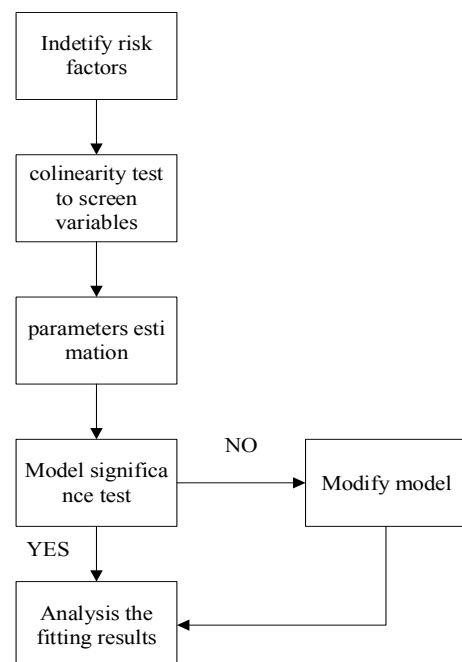 Indetify risk
factors
colinearity test
to screen
variables
parameters esti
mation
Model significa
nce test
NO
Modify model
YES
Analysis the
fitting results